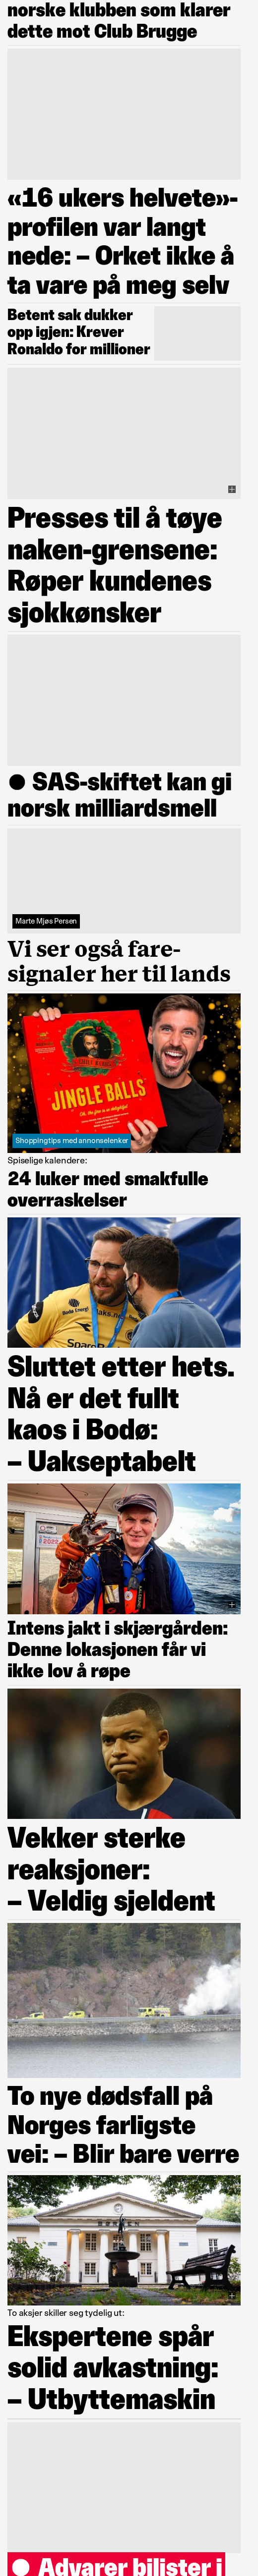 norske klubben som klarer
dette mot Club Brugge
«16 ukers helvete»-
profilen var langt
nede: – Orket ikke å
ta vare på meg selv
Betent sak dukker
opp igjen: Krever
Ronaldo for millioner
Presses til å tøye
naken-grensene:
Røper kundenes
sjokkønsker
● SAS-skiftet kan gi
norsk milliardsmell
Marte Mjøs Persen
Vi ser også fare-
signaler her til lands
JINGLE BALLS
Shoppingtips med annonselenker
Spiselige kalendere:
24 luker med smakfulle
overraskelser
Sluttet etter hets.
Nå er det fullt
kaos i Bodø:
– Uakseptabelt
Intens jakt i skjærgården:
Denne lokasjonen får vi
ikke lov å røpe
Vekker sterke
reaksjoner:
– Veldig sjeldent
To nye dødsfall på
Norges farligste
vei: – Blir bare verre
BØRSEN
To aksjer skiller seg tydelig ut:
Ekspertene spår
solid avkastning:
– Utbyttemaskin
● Advarer bilister i